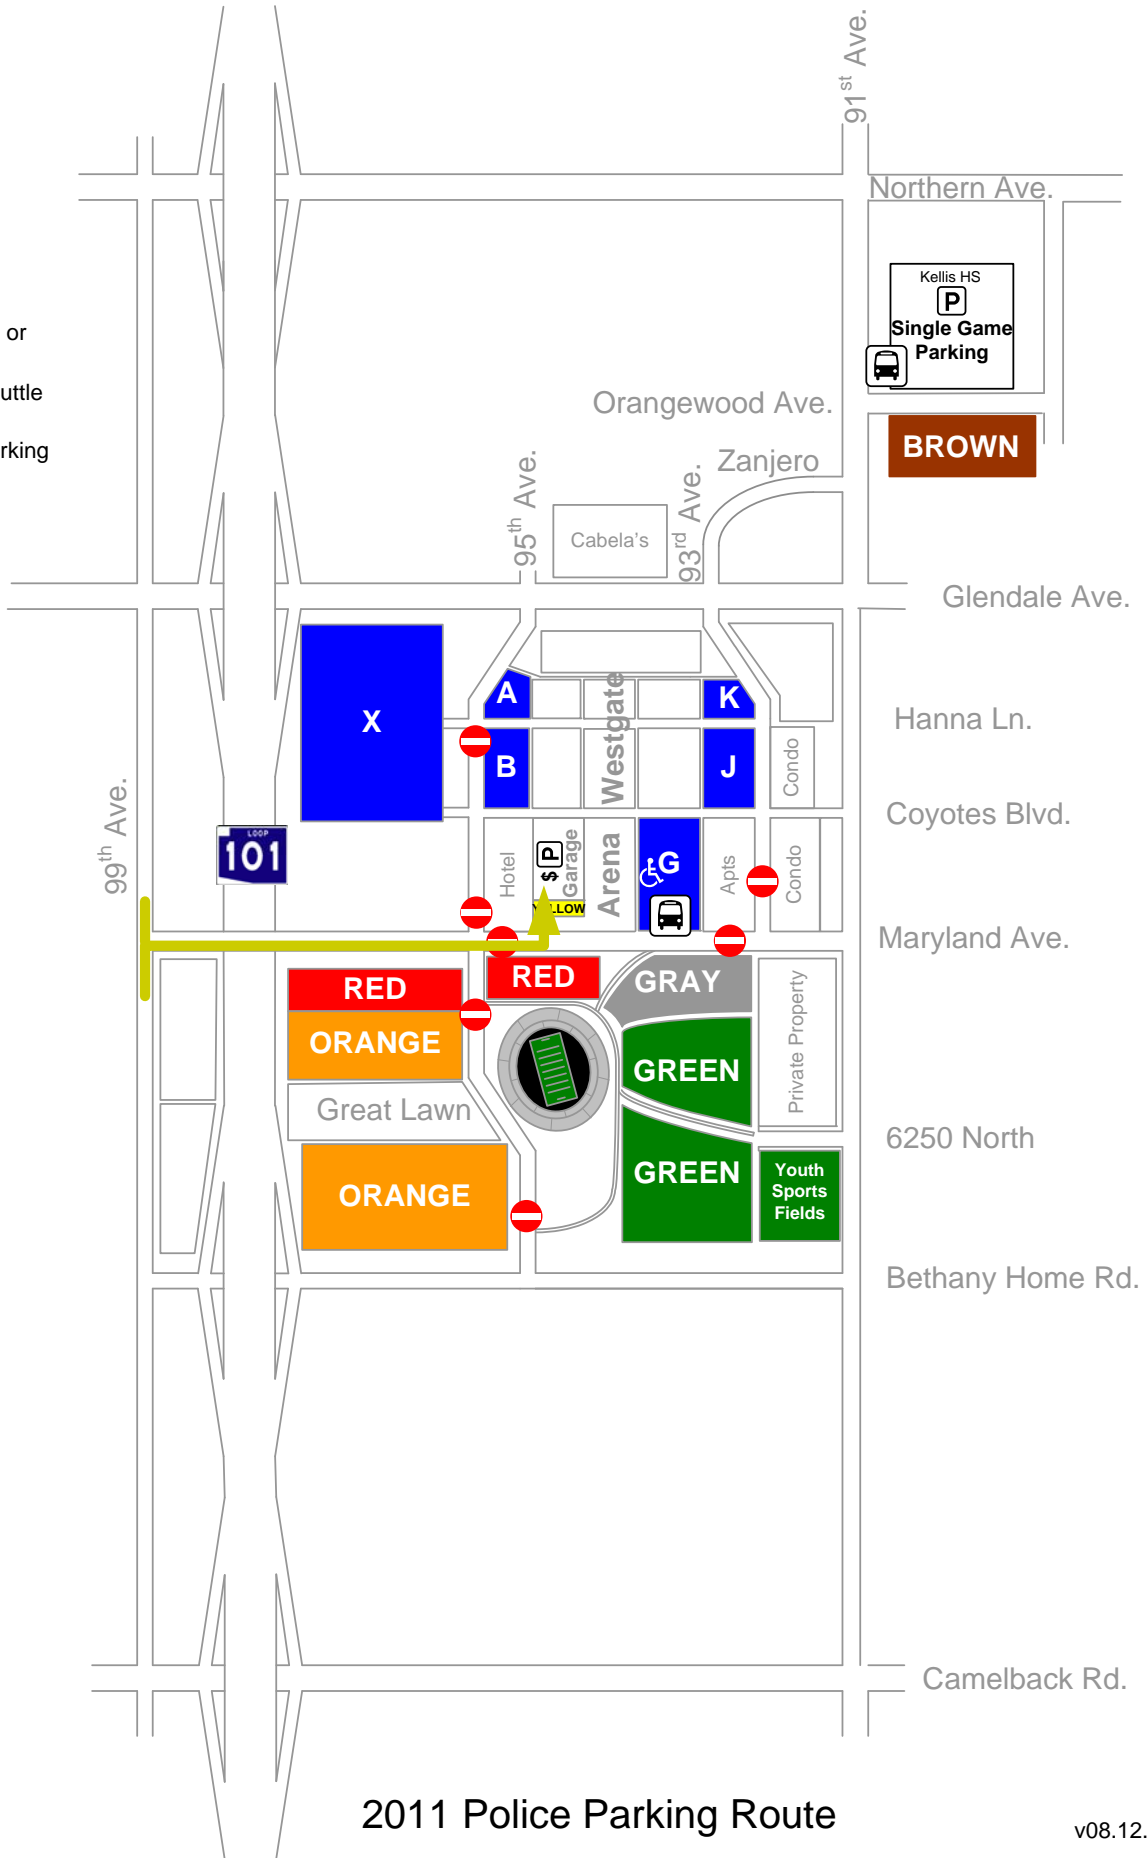 91st Ave.
Northern Ave.
Kellis HS
P
Single Game
Parking
or
uttle
rking
Orangewood Ave.
BROWN
Zanjero
95th Ave.
93rd Ave.
Cabela's
Glendale Ave.
X
A
K
Westgate
Hanna Ln.
B
J
Condo
99th Ave.
Coyotes Blvd.
LOOP
101
Hotel
$ P
Garage
Arena
G
Apts
Condo
YELLOW
Maryland Ave.
RED
RED
GRAY
ORANGE
GREEN
Private Property
Great Lawn
6250 North
ORANGE
GREEN
Youth
Sports
Fields
Bethany Home Rd.
Camelback Rd.
2011 Police Parking Route
v08.12.